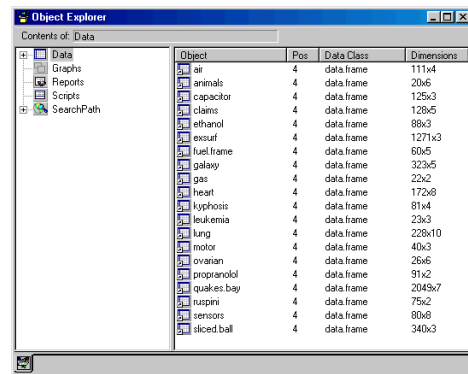 Object Explorer
Contents of: Data
Data
Graphs
Reports
Scripts
SearchPath
Object Pos Data Class Dimensions
air 4 data.frame 111x4
animals 4 data.frame 20x6
capacitor 4 data.frame 125x3
claims 4 data.frame 128x5
ethanol 4 data.frame 88x3
exsurf 4 data.frame 1271x3
fuel.frame 4 data.frame 60x5
galaxy 4 data.frame 323x5
gas 4 data.frame 22x2
heart 4 data.frame 172x8
kyphosis 4 data.frame 81x4
leukemia 4 data.frame 23x3
lung 4 data.frame 228x10
motor 4 data.frame 40x3
ovarian 4 data.frame 26x6
propranolol 4 data.frame 91x2
quakes.bay 4 data.frame 2049x7
ruspini 4 data.frame 75x2
sensors 4 data.frame 80x8
sliced.ball 4 data.frame 340x3